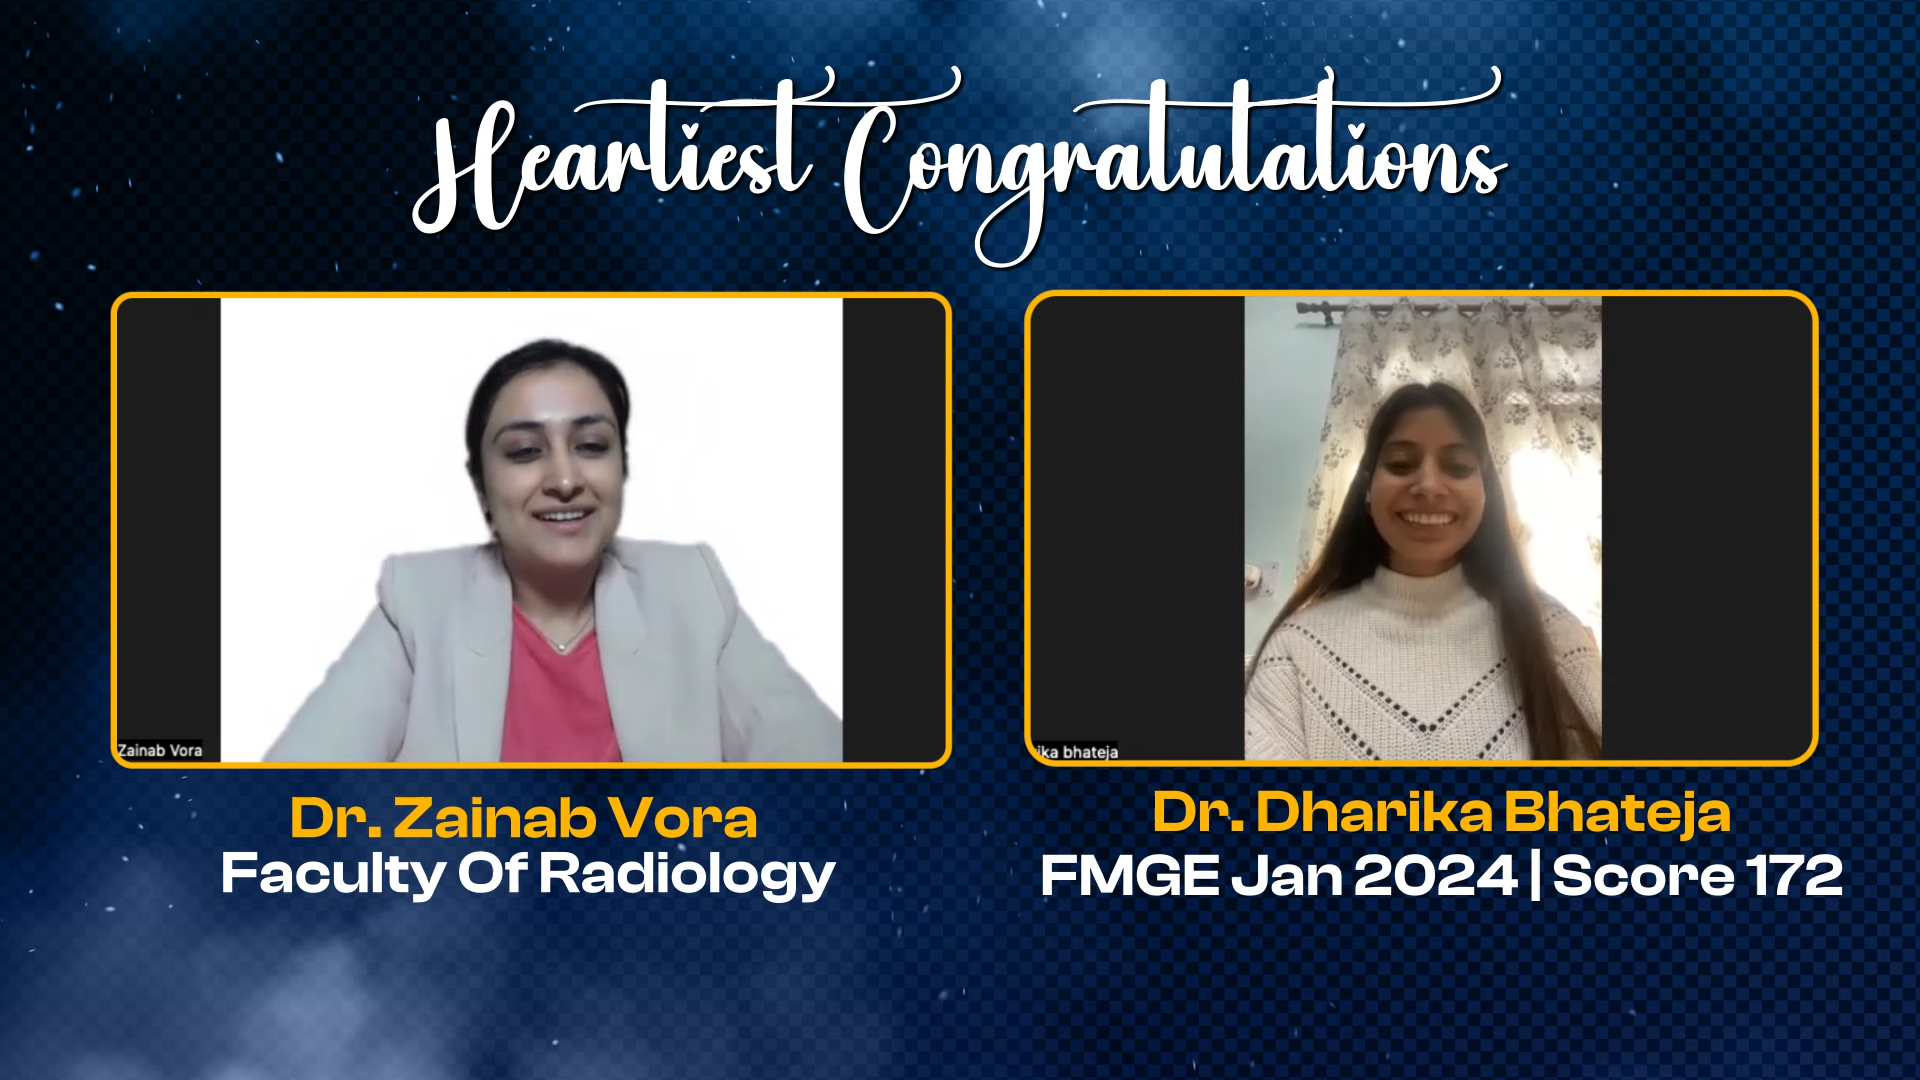 Heartiest Congratulations
Zainab Vora
ika bhateja
Dr. Zainab Vora
Faculty Of Radiology
Dr. Dharika Bhateja
FMGE Jan 2024 | Score 172